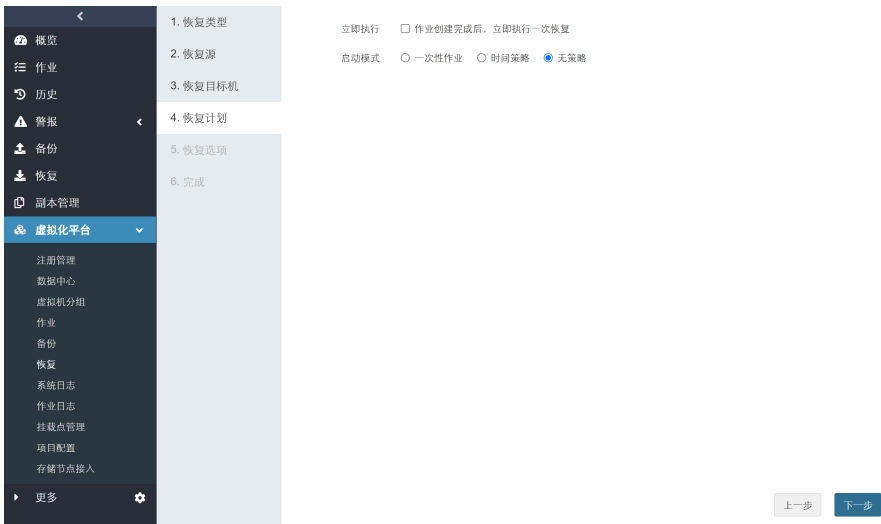 概览
作业
历史
警报
备份
恢复
副本管理
虚拟化平台
注册管理
数据中心
虚拟机分组
作业
备份
恢复
系统日志
作业日志
挂载点管理
项目配置
存储节点接入
更多
1. 恢复类型
2. 恢复源
3. 恢复目标机
4. 恢复计划
5. 恢复选项
6. 完成
立即执行 作业创建完成后，立即执行一次恢复
启动模式 一次性作业 时间策略 无策略
上一步 下一步